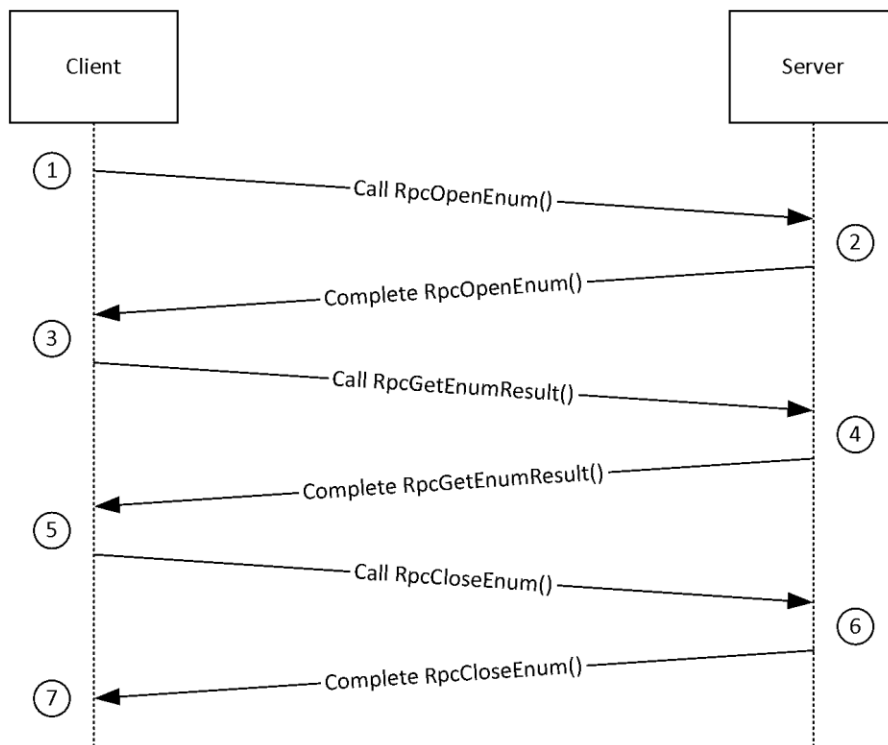 Client
Server
1
Call RpcOpenEnum()
2
Complete RpcOpenEnum()
3
Call RpcGetEnumResult()
4
Complete RpcGetEnumResult()
5
Call RpcCloseEnum()
6
Complete RpcCloseEnum()
7